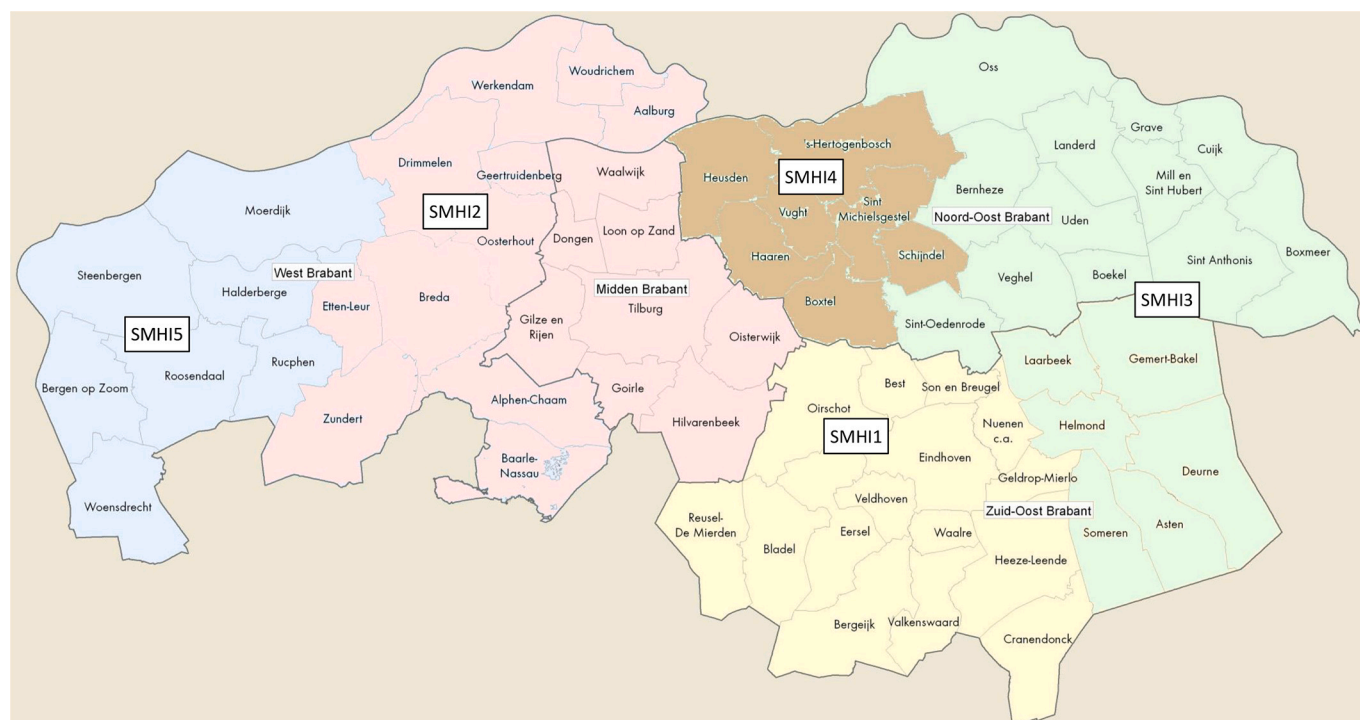 Oss
Woudrichem
Werkendam
Aalburg
Grave
's-Hertogenbosch
Landerd
Cuijk
Drimmelen
Geertruidenberg
Waalwijk
Heusden
SMHI4
Mill en
Sint Hubert
Bernheze
Moerdijk
SMHI2
Vught
Sint
Michielsgestel
Noord-Oost Brabant
Uden
Oosterhout
Dongen
Loon op Zand
Haaren
Schijndel
Boxmeer
Sint Anthonis
Steenbergen
West Brabant
Veghel
Boekel
Halderberge
Midden Brabant
Etten-Leur
Breda
Tilburg
Boxtel
SMHI3
SMHI5
Gilze en
Rijen
Oisterwijk
Sint-Oedenrode
Rucphen
Laarbeek
Gemert-Bakel
Roosendaal
Bergen op Zoom
Goirle
Best
Son en Breugel
Alphen-Chaam
Oirschot
Zundert
Hilvarenbeek
SMHI1
Nuenen
c.a.
Helmond
Baarle-
Nassau
Eindhoven
Deurne
Geldrop-Mierlo
Veldhoven
Woensdrecht
Zuid-Oost Brabant
Reusel-
De Mierden
Eersel
Waalre
Someren
Asten
Bladel
Heeze-Leende
Bergeijk
Valkenswaard
Cranendonck